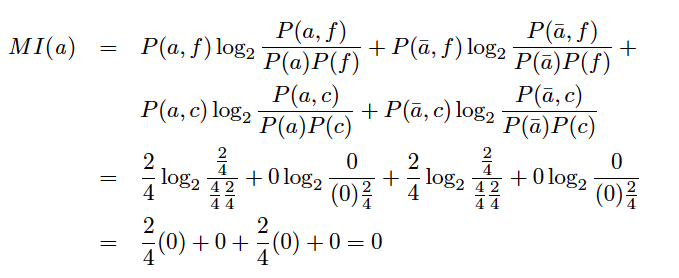 MI(a) = P(a, f) log₂ P(a, f) / P(a)P(f) + P(ā, f) log₂ P(ā, f) / P(ā)P(f) +
P(a, c) log₂ P(a, c) / P(a)P(c) + P(ā, c) log₂ P(ā, c) / P(ā)P(c)
= 2/4 log₂ (2/4) / (4/4 2/4) + 0 log₂ 0 / ((0) 2/4) + 2/4 log₂ (2/4) / (4/4 2/4) + 0 log₂ 0 / ((0) 2/4)
= 2/4 (0) + 0 + 2/4 (0) + 0 = 0